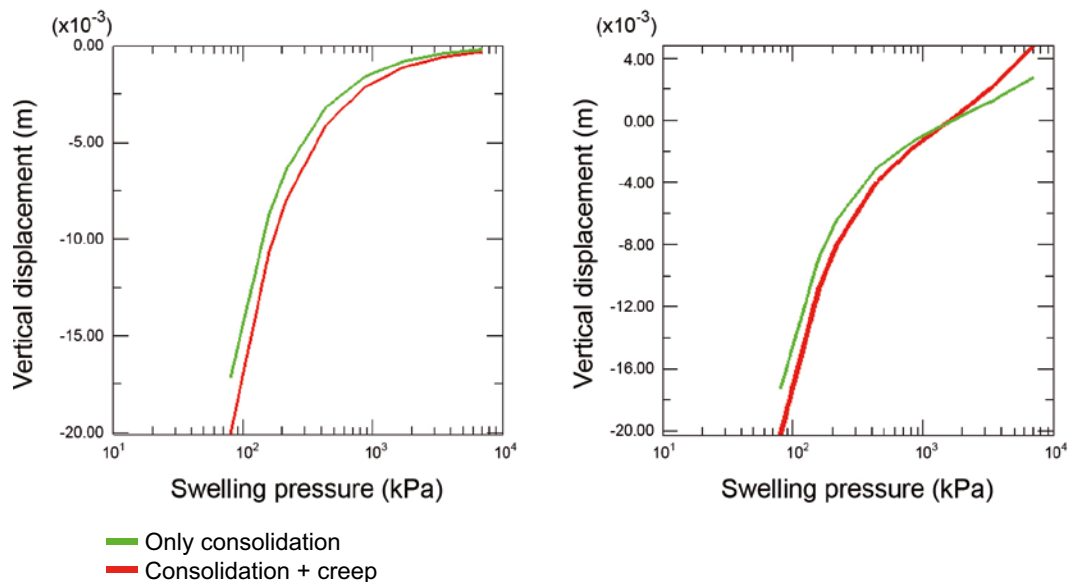 (x10⁻³)
0.00
-5.00
-10.00
-15.00
-20.00
Vertical displacement (m)
10¹ 10² 10³ 10⁴
Swelling pressure (kPa)
(x10⁻³)
4.00
0.00
-4.00
-8.00
-12.00
-16.00
-20.00
Vertical displacement (m)
10¹ 10² 10³ 10⁴
Swelling pressure (kPa)
Only consolidation
Consolidation + creep